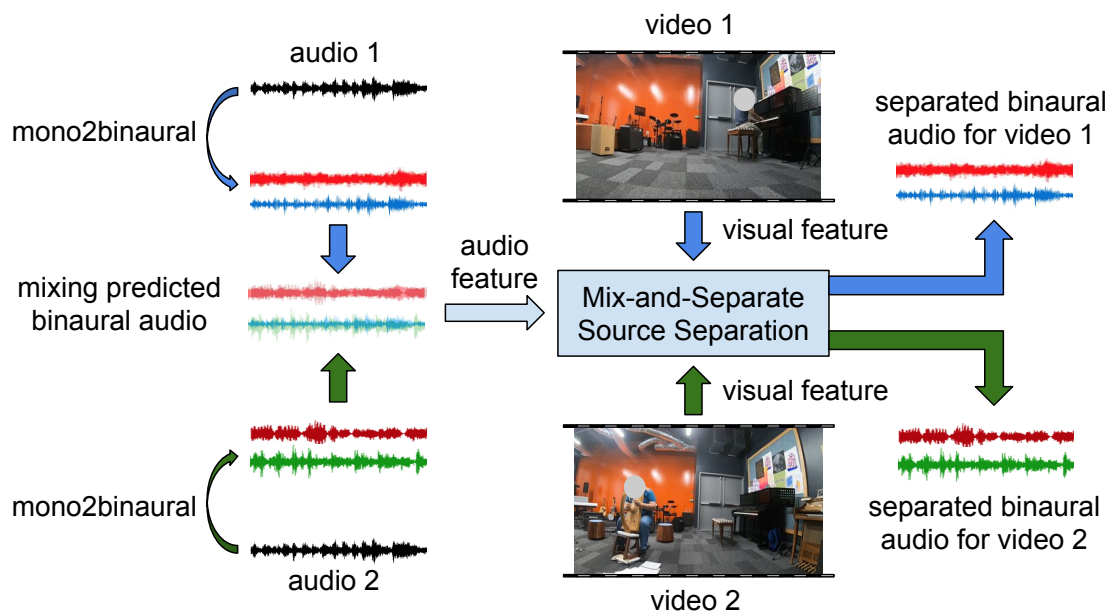 audio 1
video 1
mono2binaural
separated binaural
audio for video 1
visual feature
audio
feature
mixing predicted
binaural audio
Mix-and-Separate
Source Separation
visual feature
mono2binaural
separated binaural
audio for video 2
audio 2
video 2